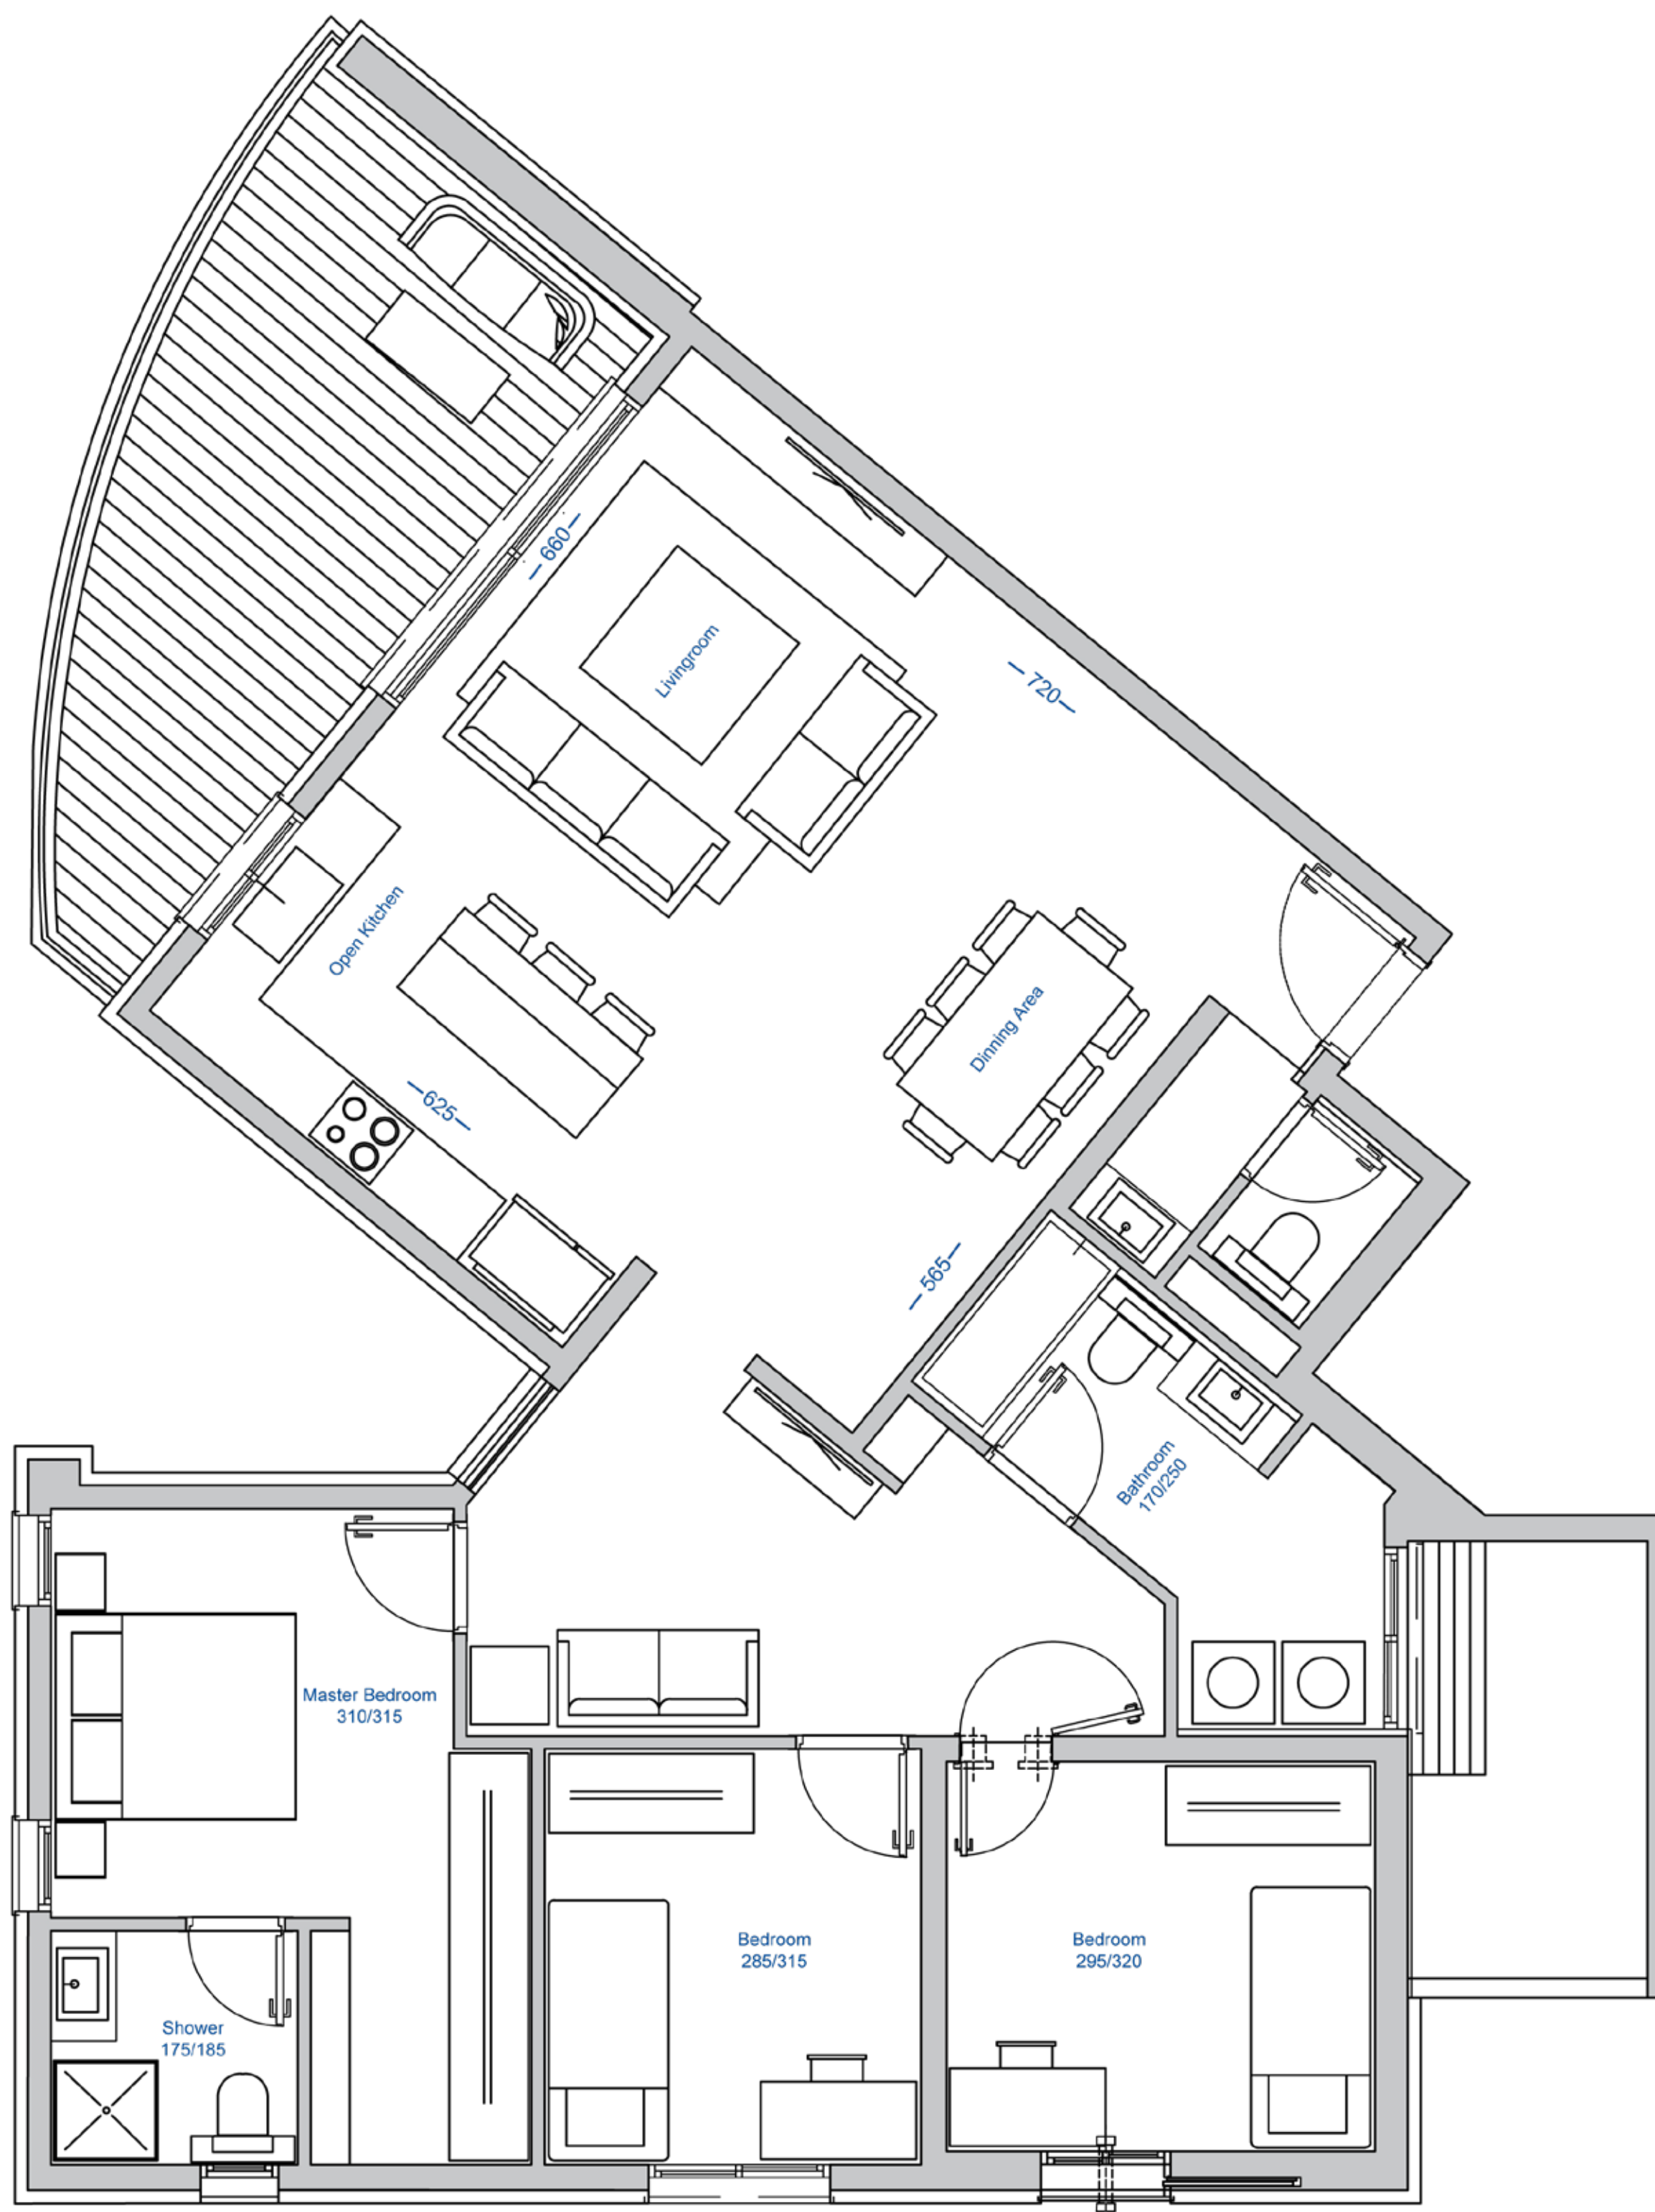 660
Livingroom
720
Open Kitchen
Dinning Area
625
565
Bathroom
170/250
Master Bedroom
310/315
Bedroom
285/315
Bedroom
295/320
Shower
175/185